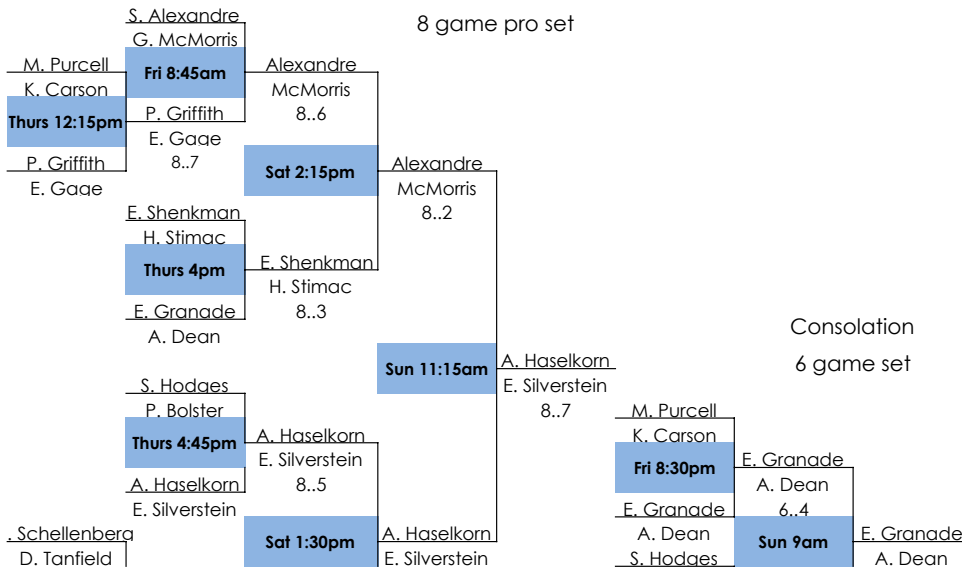 8 game pro set
S. Alexandre
G. McMorris
M. Purcell
K. Carson
Fri 8:45am
Alexandre
McMorris
8..6
Thurs 12:15pm
P. Griffith
E. Gage
8..7
P. Griffith
E. Gage
Sat 2:15pm
Alexandre
McMorris
8..2
E. Shenkman
H. Stimac
Thurs 4pm
E. Shenkman
H. Stimac
8..3
E. Granade
A. Dean
Sun 11:15am
A. Haselkorn
E. Silverstein
8..7
S. Hodges
P. Bolster
Thurs 4:45pm
A. Haselkorn
E. Silverstein
8..5
A. Haselkorn
E. Silverstein
. Schellenberg
D. Tanfield
Sat 1:30pm
A. Haselkorn
E. Silverstein
Consolation
6 game set
M. Purcell
K. Carson
Fri 8:30pm
E. Granade
A. Dean
6..4
E. Granade
A. Dean
S. Hodges
Sun 9am
E. Granade
A. Dean